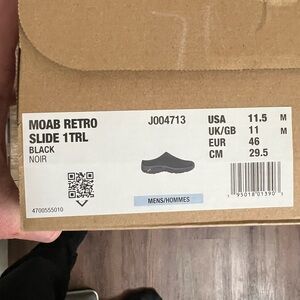 MOAB RETRO
SLIDE 1TRL
BLACK
NOIR
J004713
USA 11.5 M
UK/GB 11 M
EUR 46
CM 29.5
4700555010
MENS/HOMMES